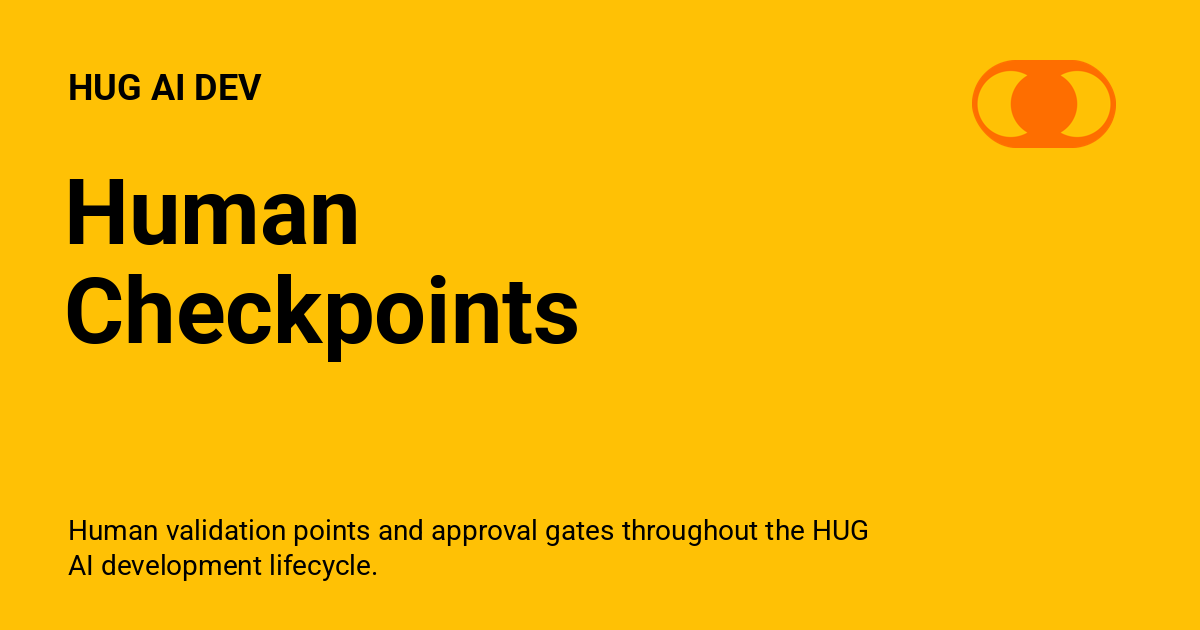 HUG AI DEV
Human
Checkpoints
Human validation points and approval gates throughout the HUG
AI development lifecycle.